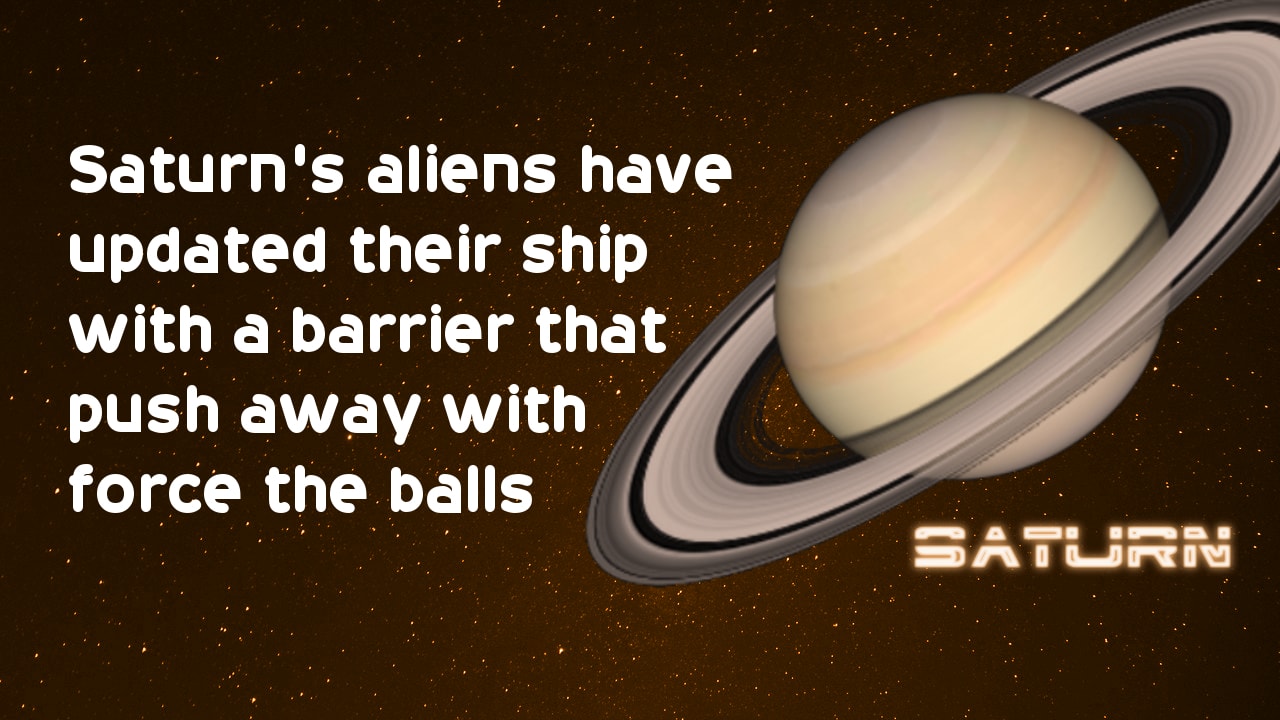 Saturn's aliens have
updated their ship
with a barrier that
push away with
force the balls
SATURN